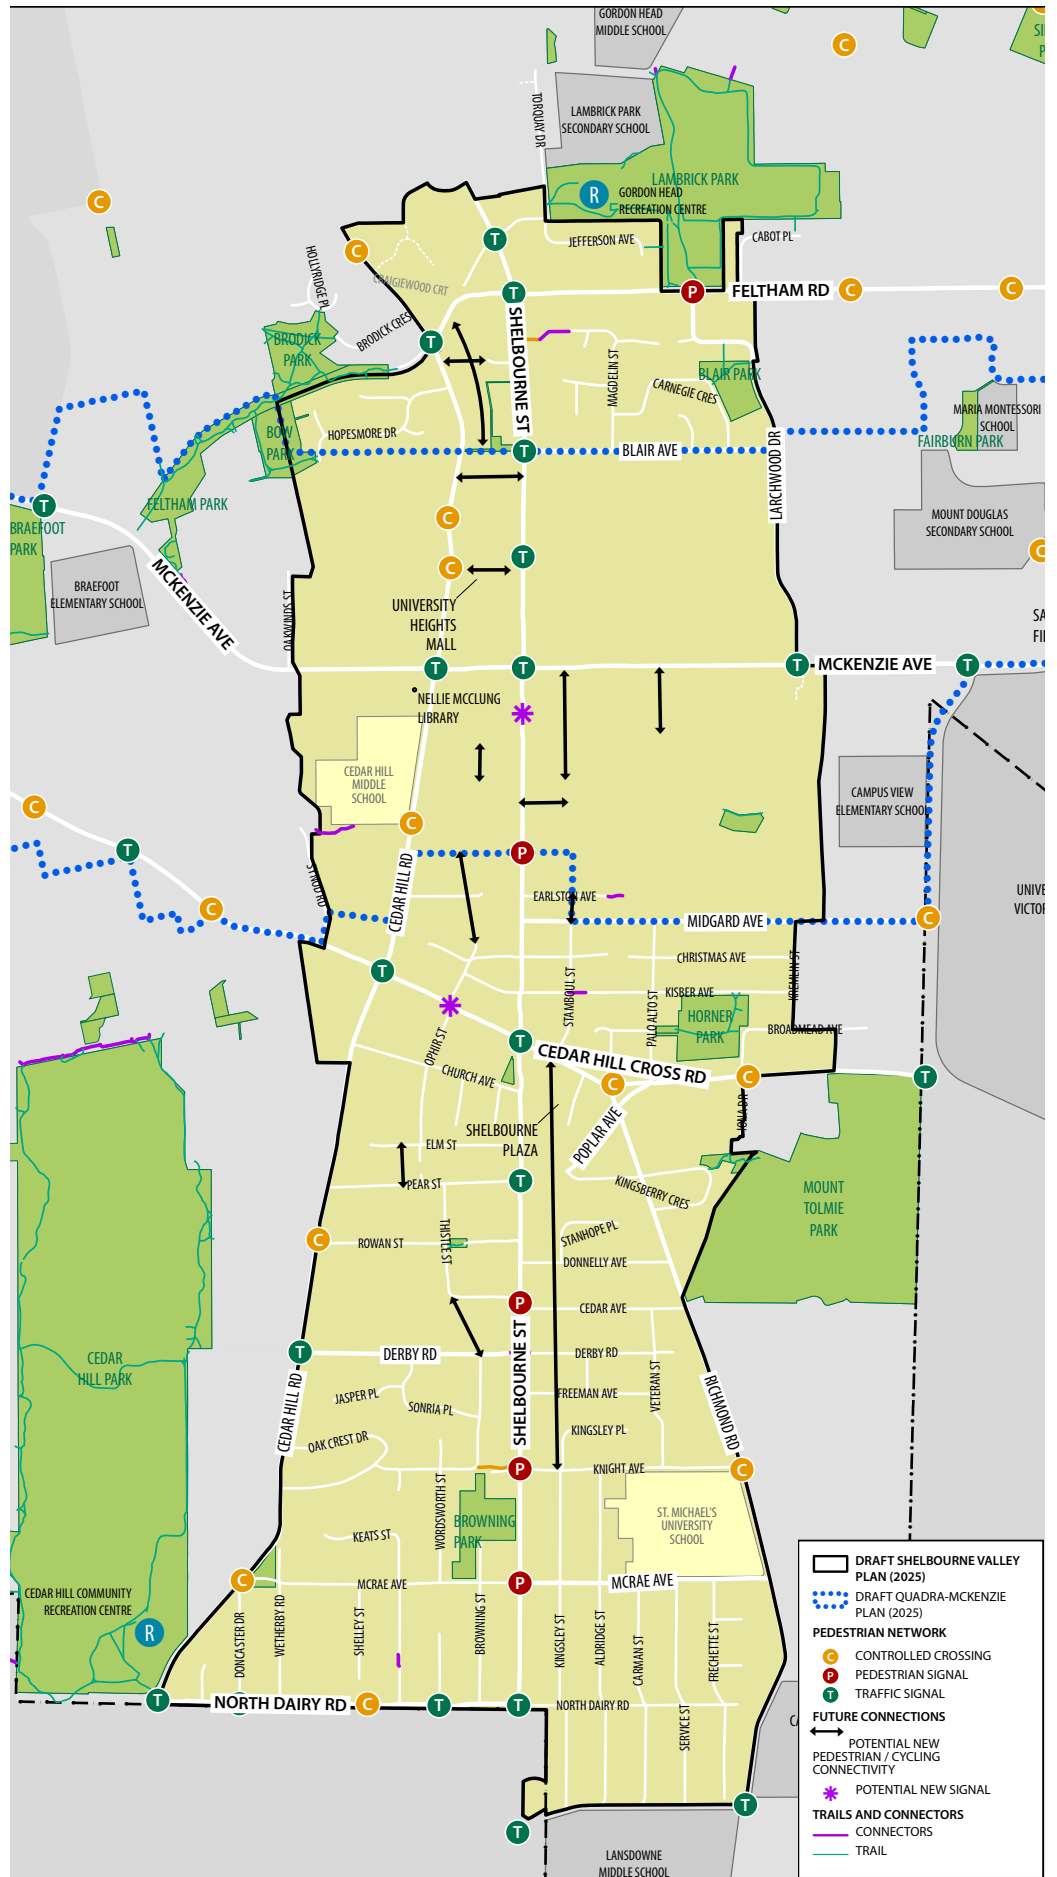 GORDON HEAD
MIDDLE SCHOOL
C
SI
P
TORQUAY DR
LAMBRICK PARK
SECONDARY SCHOOL
LAMBRICK PARK
R
GORDON HEAD
RECREATION CENTRE
C
T
JEFFERSON AVE
CABOT PL
C
HOLLYRIDGE PL
CRAIGIEWOOD CRT
T
P
FELTHAM RD
C
C
BRODICK CRES
T
SHELBOURNE ST
BRODICK
PARK
MAGDELIN ST
BLAIR PARK
CARNEGIE CRES
MARIA MONTESSORI
SCHOOL
FAIRBURN PARK
BOW
PARK
HOPESMORE DR
T
BLAIR AVE
LARCHWOOD DR
T
FELTHAM PARK
BRAEFOOT
PARK
C
MOUNT DOUGLAS
SECONDARY SCHOOL
C
T
C
MCKENZIE AVE
BRAEFOOT
ELEMENTARY SCHOOL
OAKWINDS ST
UNIVERSITY
HEIGHTS
MALL
SA
FI
T
T
T
MCKENZIE AVE
T
NELLIE MCCLUNG
LIBRARY
CEDAR HILL
MIDDLE
SCHOOL
CAMPUS VIEW
ELEMENTARY SCHOOL
C
C
T
P
SYNOD RD
CEDAR HILL RD
EARLSTON AVE
UNIVE
VICTOR
C
MIDGARD AVE
C
CHRISTMAS AVE
T
STAMBOUL ST
KREMLIN ST
KISBER AVE
PALO ALTO ST
HORNER
PARK
BROADMEAD AVE
OPHIR ST
T
CEDAR HILL CROSS RD
CHURCH AVE
C
C
T
SHELBOURNE
PLAZA
POPLAR AVE
IONA DR
ELM ST
PEAR ST
T
KINGSBERRY CRES
MOUNT
TOLMIE
PARK
C
ROWAN ST
THISTLE ST
STANHOPE PL
DONNELLY AVE
P
CEDAR AVE
T
DERBY RD
DERBY RD
CEDAR
HILL PARK
SHELBOURNE ST
CEDAR HILL RD
JASPER PL
SONRIA PL
FREEMAN AVE
VETERAN ST
RICHMOND RD
OAK CREST DR
KINGSLEY PL
P
KNIGHT AVE
C
WORDSWORTH ST
BROWNING
PARK
ST. MICHAEL'S
UNIVERSITY
SCHOOL
KEATS ST
C
MCRAE AVE
P
MCRAE AVE
CEDAR HILL COMMUNITY
RECREATION CENTRE
R
DONCASTER DR
WETHERBY RD
SHELLEY ST
BROWNING ST
KINGSLEY ST
ALDRIDGE ST
CARMAN ST
FRECHETTE ST
SERVICE ST
T
NORTH DAIRY RD
C
T
T
NORTH DAIRY RD
CA
T
T
LANSDOWNE
MIDDLE SCHOOL
DRAFT SHELBOURNE VALLEY
PLAN (2025)
DRAFT QUADRA-MCKENZIE
PLAN (2025)
PEDESTRIAN NETWORK
C CONTROLLED CROSSING
P PEDESTRIAN SIGNAL
T TRAFFIC SIGNAL
FUTURE CONNECTIONS
POTENTIAL NEW
PEDESTRIAN / CYCLING
CONNECTIVITY
POTENTIAL NEW SIGNAL
TRAILS AND CONNECTORS
CONNECTORS
TRAIL